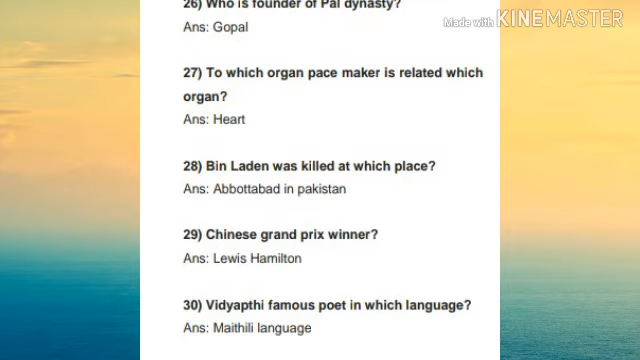 26) Who is founder of Pal dynasty?
Ans: Gopal
Made with KINEMASTER
27) To which organ pace maker is related which
organ?
Ans: Heart
28) Bin Laden was killed at which place?
Ans: Abbottabad in pakistan
29) Chinese grand prix winner?
Ans: Lewis Hamilton
30) Vidyapthi famous poet in which language?
Ans: Maithili language